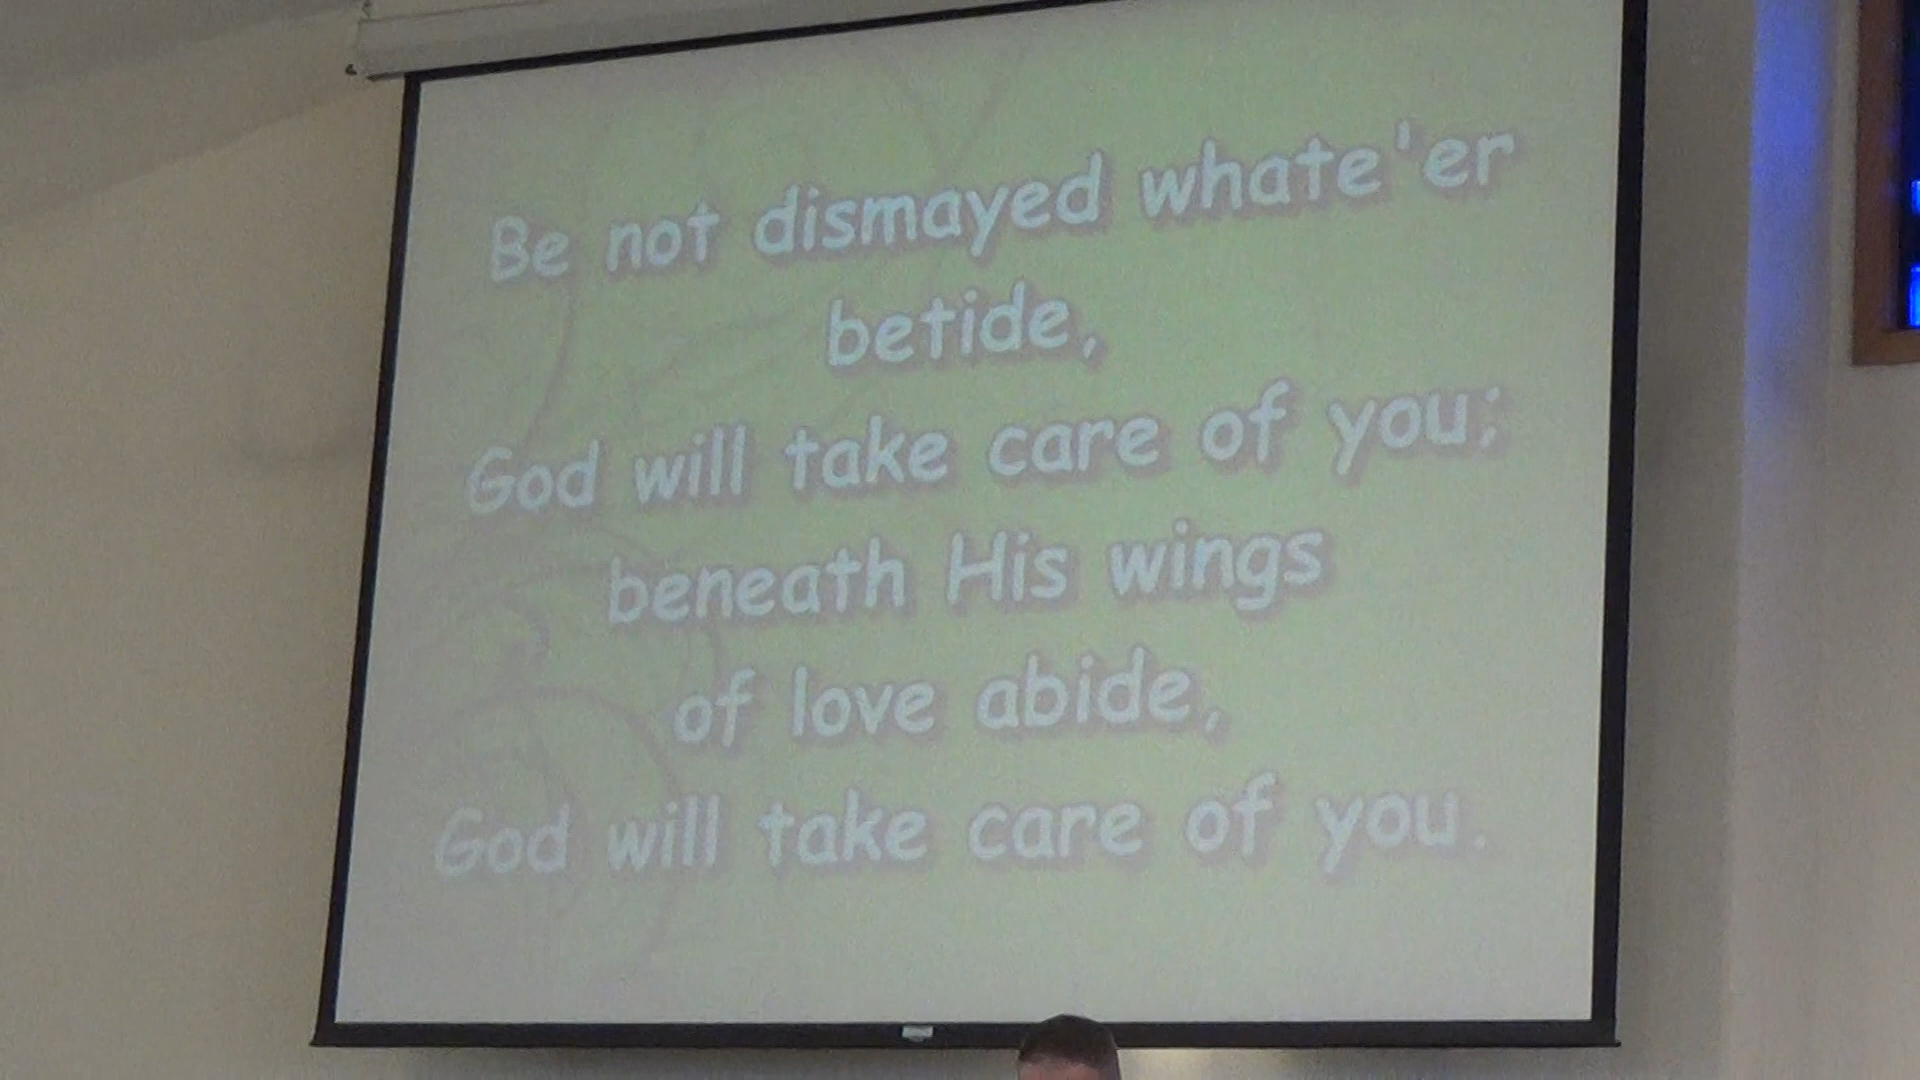 Be not dismayed whate'er
betide,
God will take care of you;
beneath His wings
of love abide,
God will take care of you.